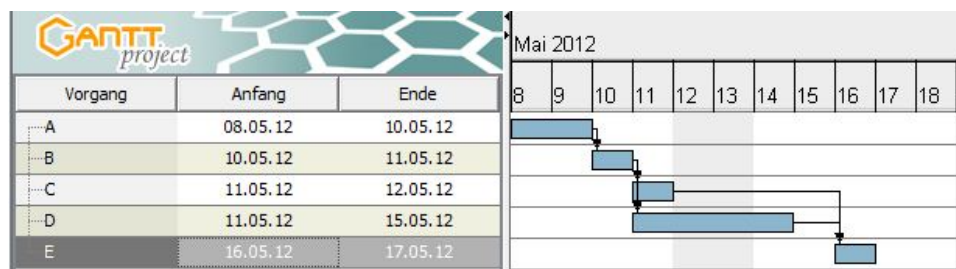 GANTT
project
Mai 2012
Vorgang Anfang Ende 8 9 10 11 12 13 14 15 16 17 18
A 08.05.12 10.05.12
B 10.05.12 11.05.12
C 11.05.12 12.05.12
D 11.05.12 15.05.12
E 16.05.12 17.05.12